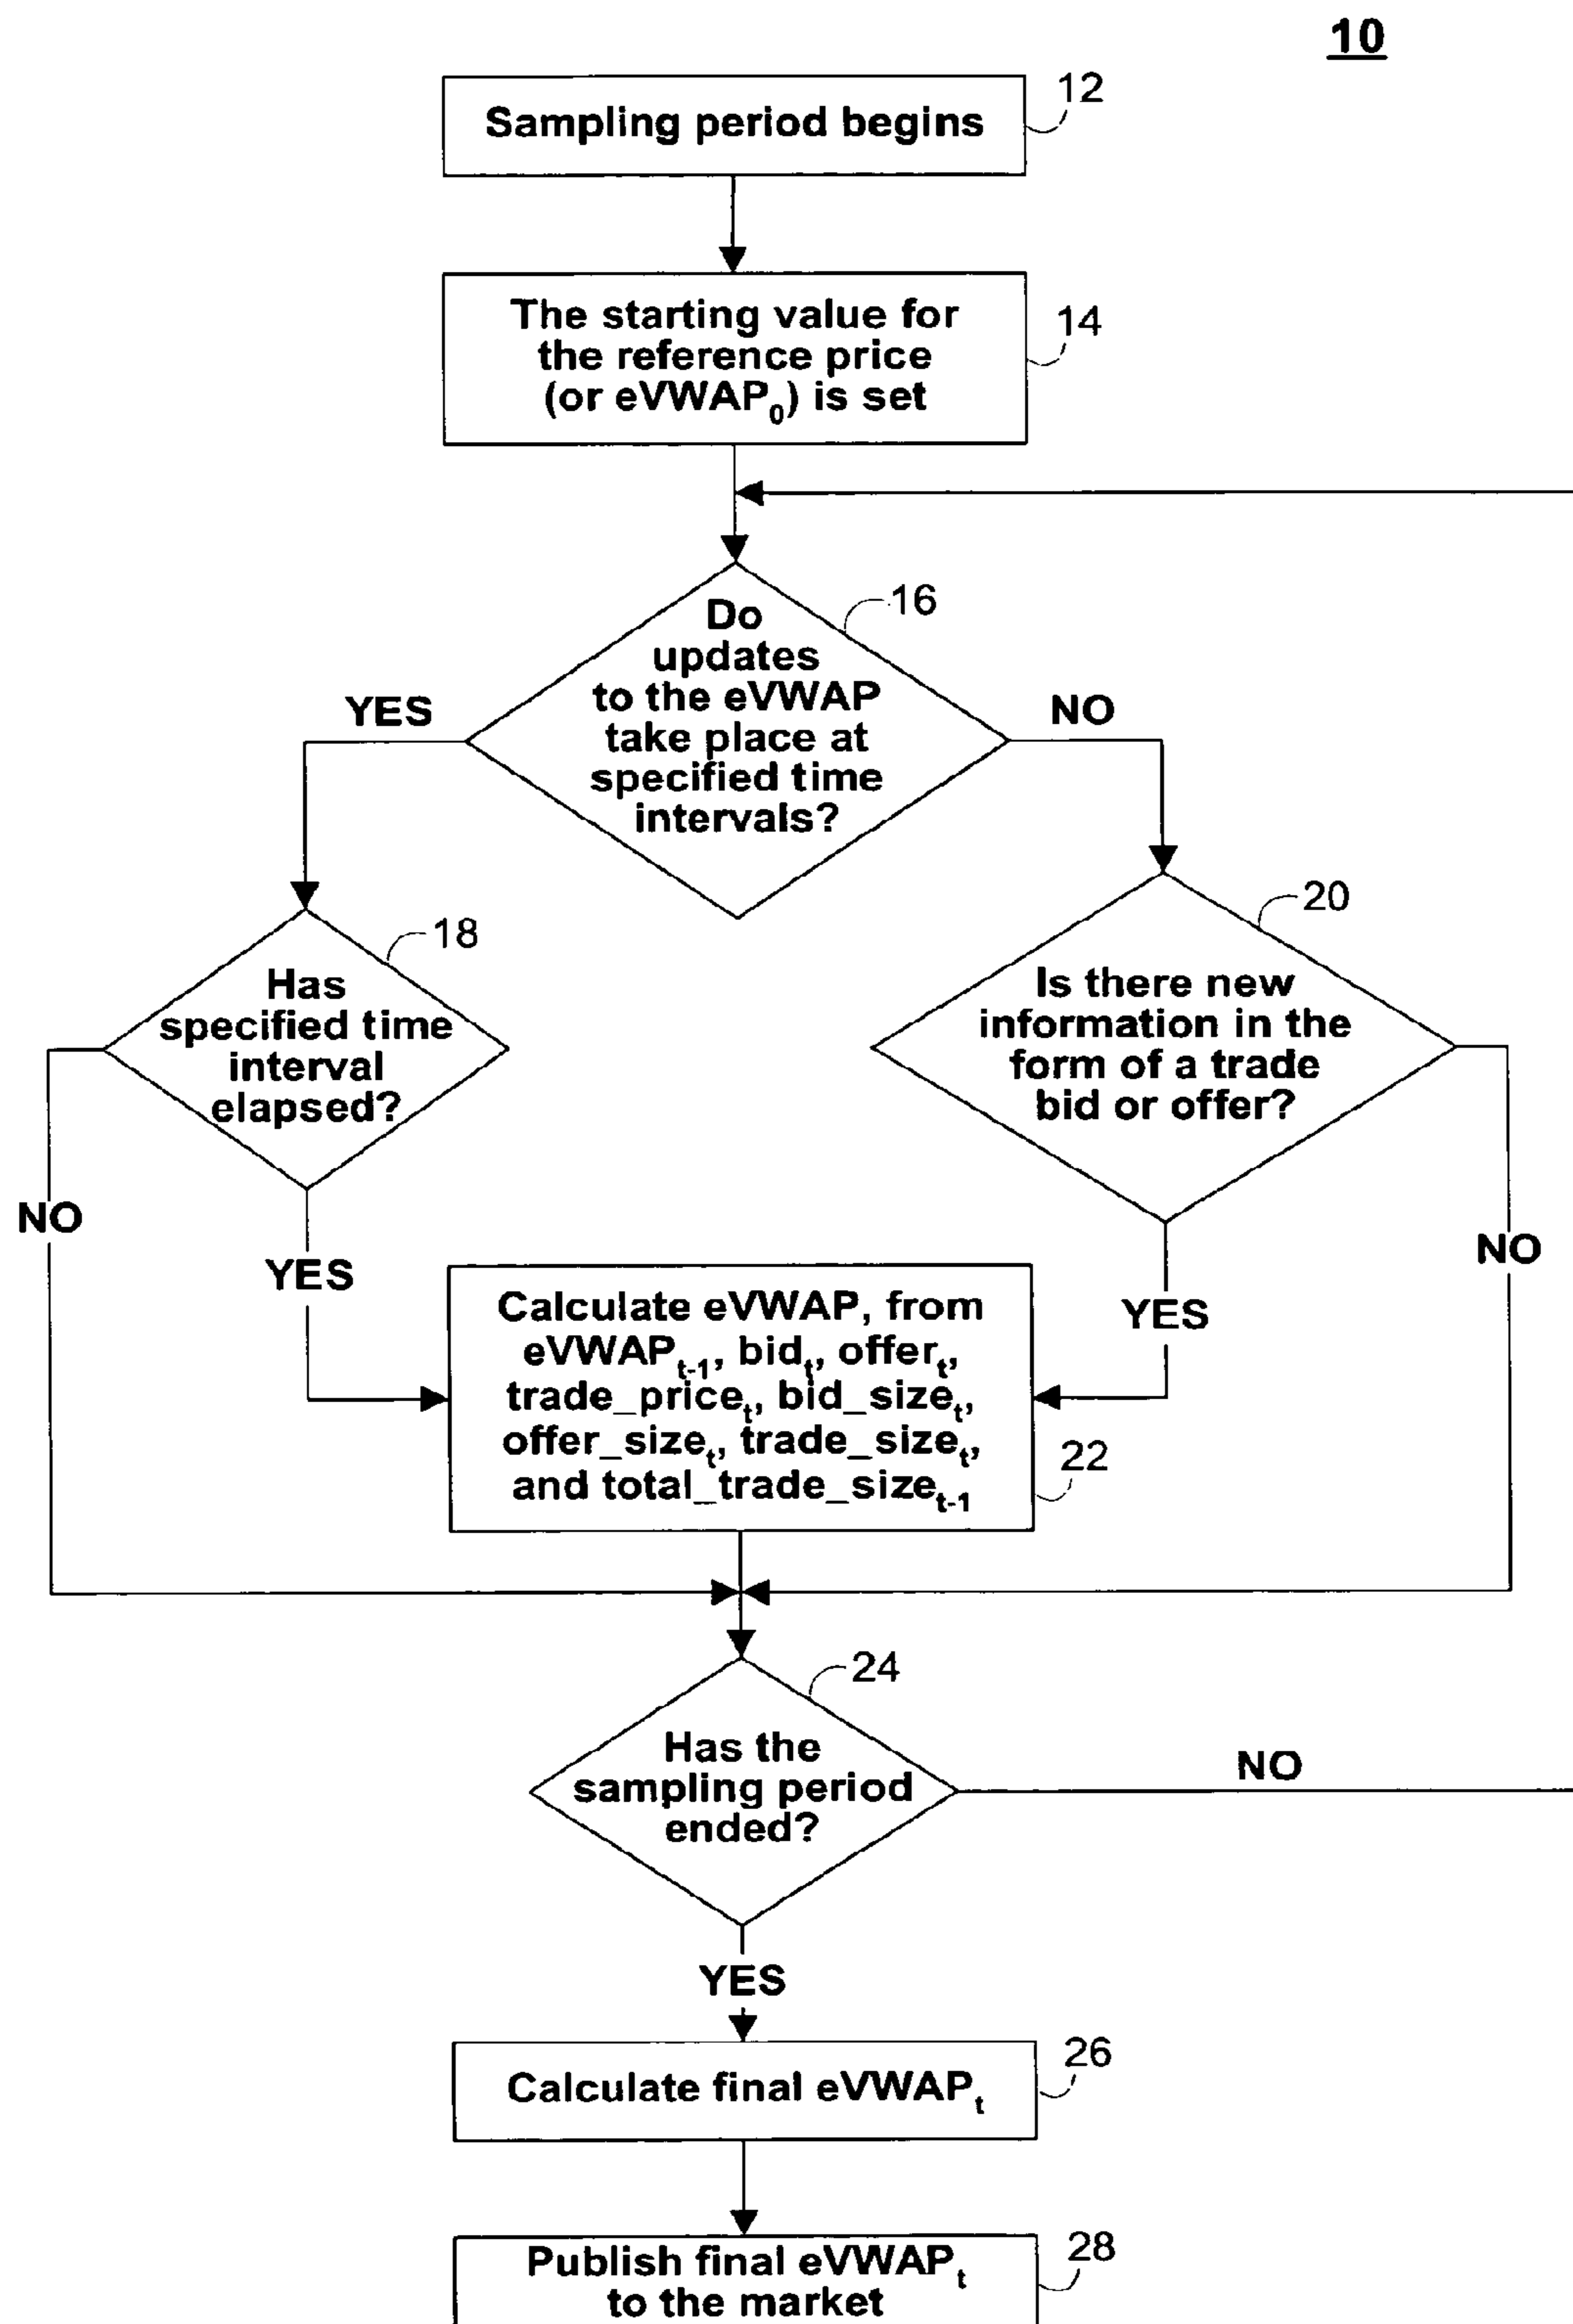 10
12
Sampling period begins
14
The starting value for
the reference price
(or eVWAP₀) is set
16
Do
updates
to the eVWAP
take place at
specified time
intervals?
YES
NO
18
Has
specified time
interval
elapsed?
20
Is there new
information in the
form of a trade
bid or offer?
NO
YES
YES
NO
Calculate eVWAP, from
eVWAPₜ₋₁, bidₜ, offerₜ,
trade_priceₜ, bid_sizeₜ,
offer_sizeₜ, trade_sizeₜ,
and total_trade_sizeₜ₋₁
22
24
Has the
sampling period
ended?
NO
YES
26
Calculate final eVWAPₜ
28
Publish final eVWAPₜ
to the market